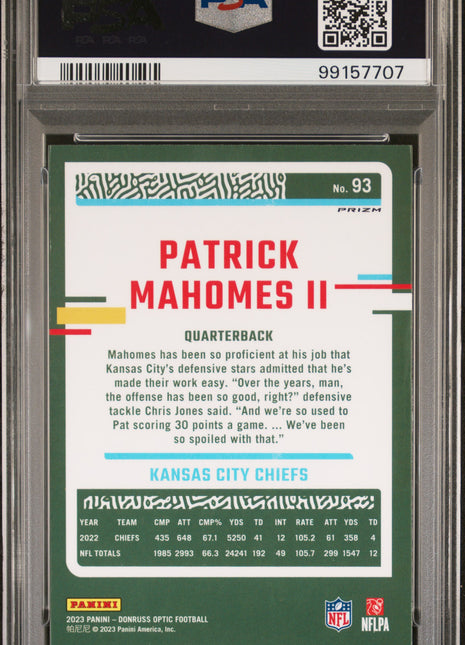 PSA
PSA PSA PSA
PSA
99157707
No. 93
PRIZM
PATRICK
MAHOMES II
QUARTERBACK
Mahomes has been so proficient at his job that
Kansas City's defensive stars admitted that he's
made their work easy. “Over the years, man,
the offense has been so good, right?” defensive
tackle Chris Jones said. “And we're so used to
Pat scoring 30 points a game. ... We've been
so spoiled with that.”
KANSAS CITY CHIEFS
YEAR TEAM CMP ATT CMP% YDS TD INT RATE ATT YDS TD
2022 CHIEFS 435 648 67.1 5250 41 12 105.2 61 358 4
NFL TOTALS 1985 2993 66.3 24241 192 49 105.7 299 1547 12
PANINI
2023 PANINI – DONRUSS OPTIC FOOTBALL
帕尼尼 © 2023 Panini America, Inc.
NFL
NFLPA